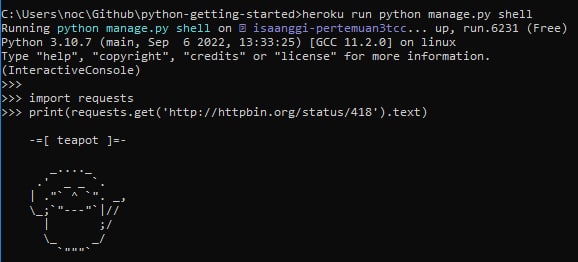 C:\Users\noc\Github\python-getting-started>heroku run python manage.py shell
Running python manage.py shell on ⬢ isaanggi-pertemuan3tcc... up, run.6231 (Free)
Python 3.10.7 (main, Sep  6 2022, 13:33:25) [GCC 11.2.0] on linux
Type "help", "copyright", "credits" or "license" for more information.
(InteractiveConsole)
>>>
>>> import requests
>>> print(requests.get('http://httpbin.org/status/418').text)

    -=[ teapot ]=-

       _...._
     .'  _ _ `.
    | ."` ^ `". _,
    \_;`"---"`|//
      |       ;/
      \_     _/
        `"""`